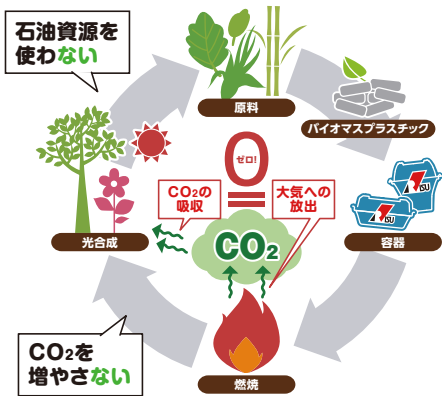 石油資源を
使わない
原料
バイオマスプラスチック
ゼロ!
0
CO2の
吸収
大気への
放出
CO2
光合成
容器
ISU
ISU
CO2を
増やさない
燃焼